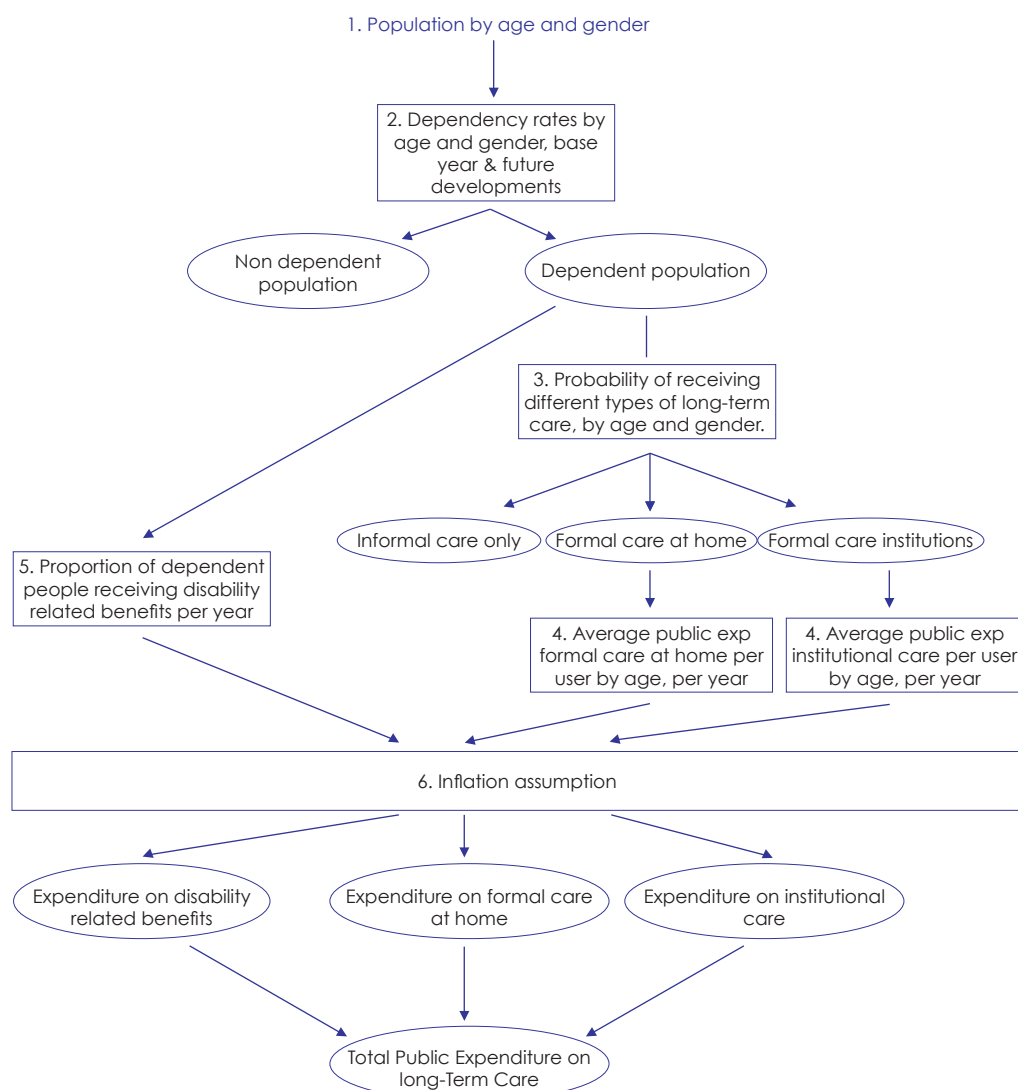 1. Population by age and gender
2. Dependency rates by
age and gender, base
year & future
developments
Non dependent
population
Dependent population
3. Probability of receiving
different types of long-term
care, by age and gender.
Informal care only
Formal care at home
Formal care institutions
5. Proportion of dependent
people receiving disability
related benefits per year
4. Average public exp
formal care at home per
user by age, per year
4. Average public exp
institutional care per user
by age, per year
6. Inflation assumption
Expenditure on disability
related benefits
Expenditure on formal care
at home
Expenditure on institutional
care
Total Public Expenditure on
long-Term Care